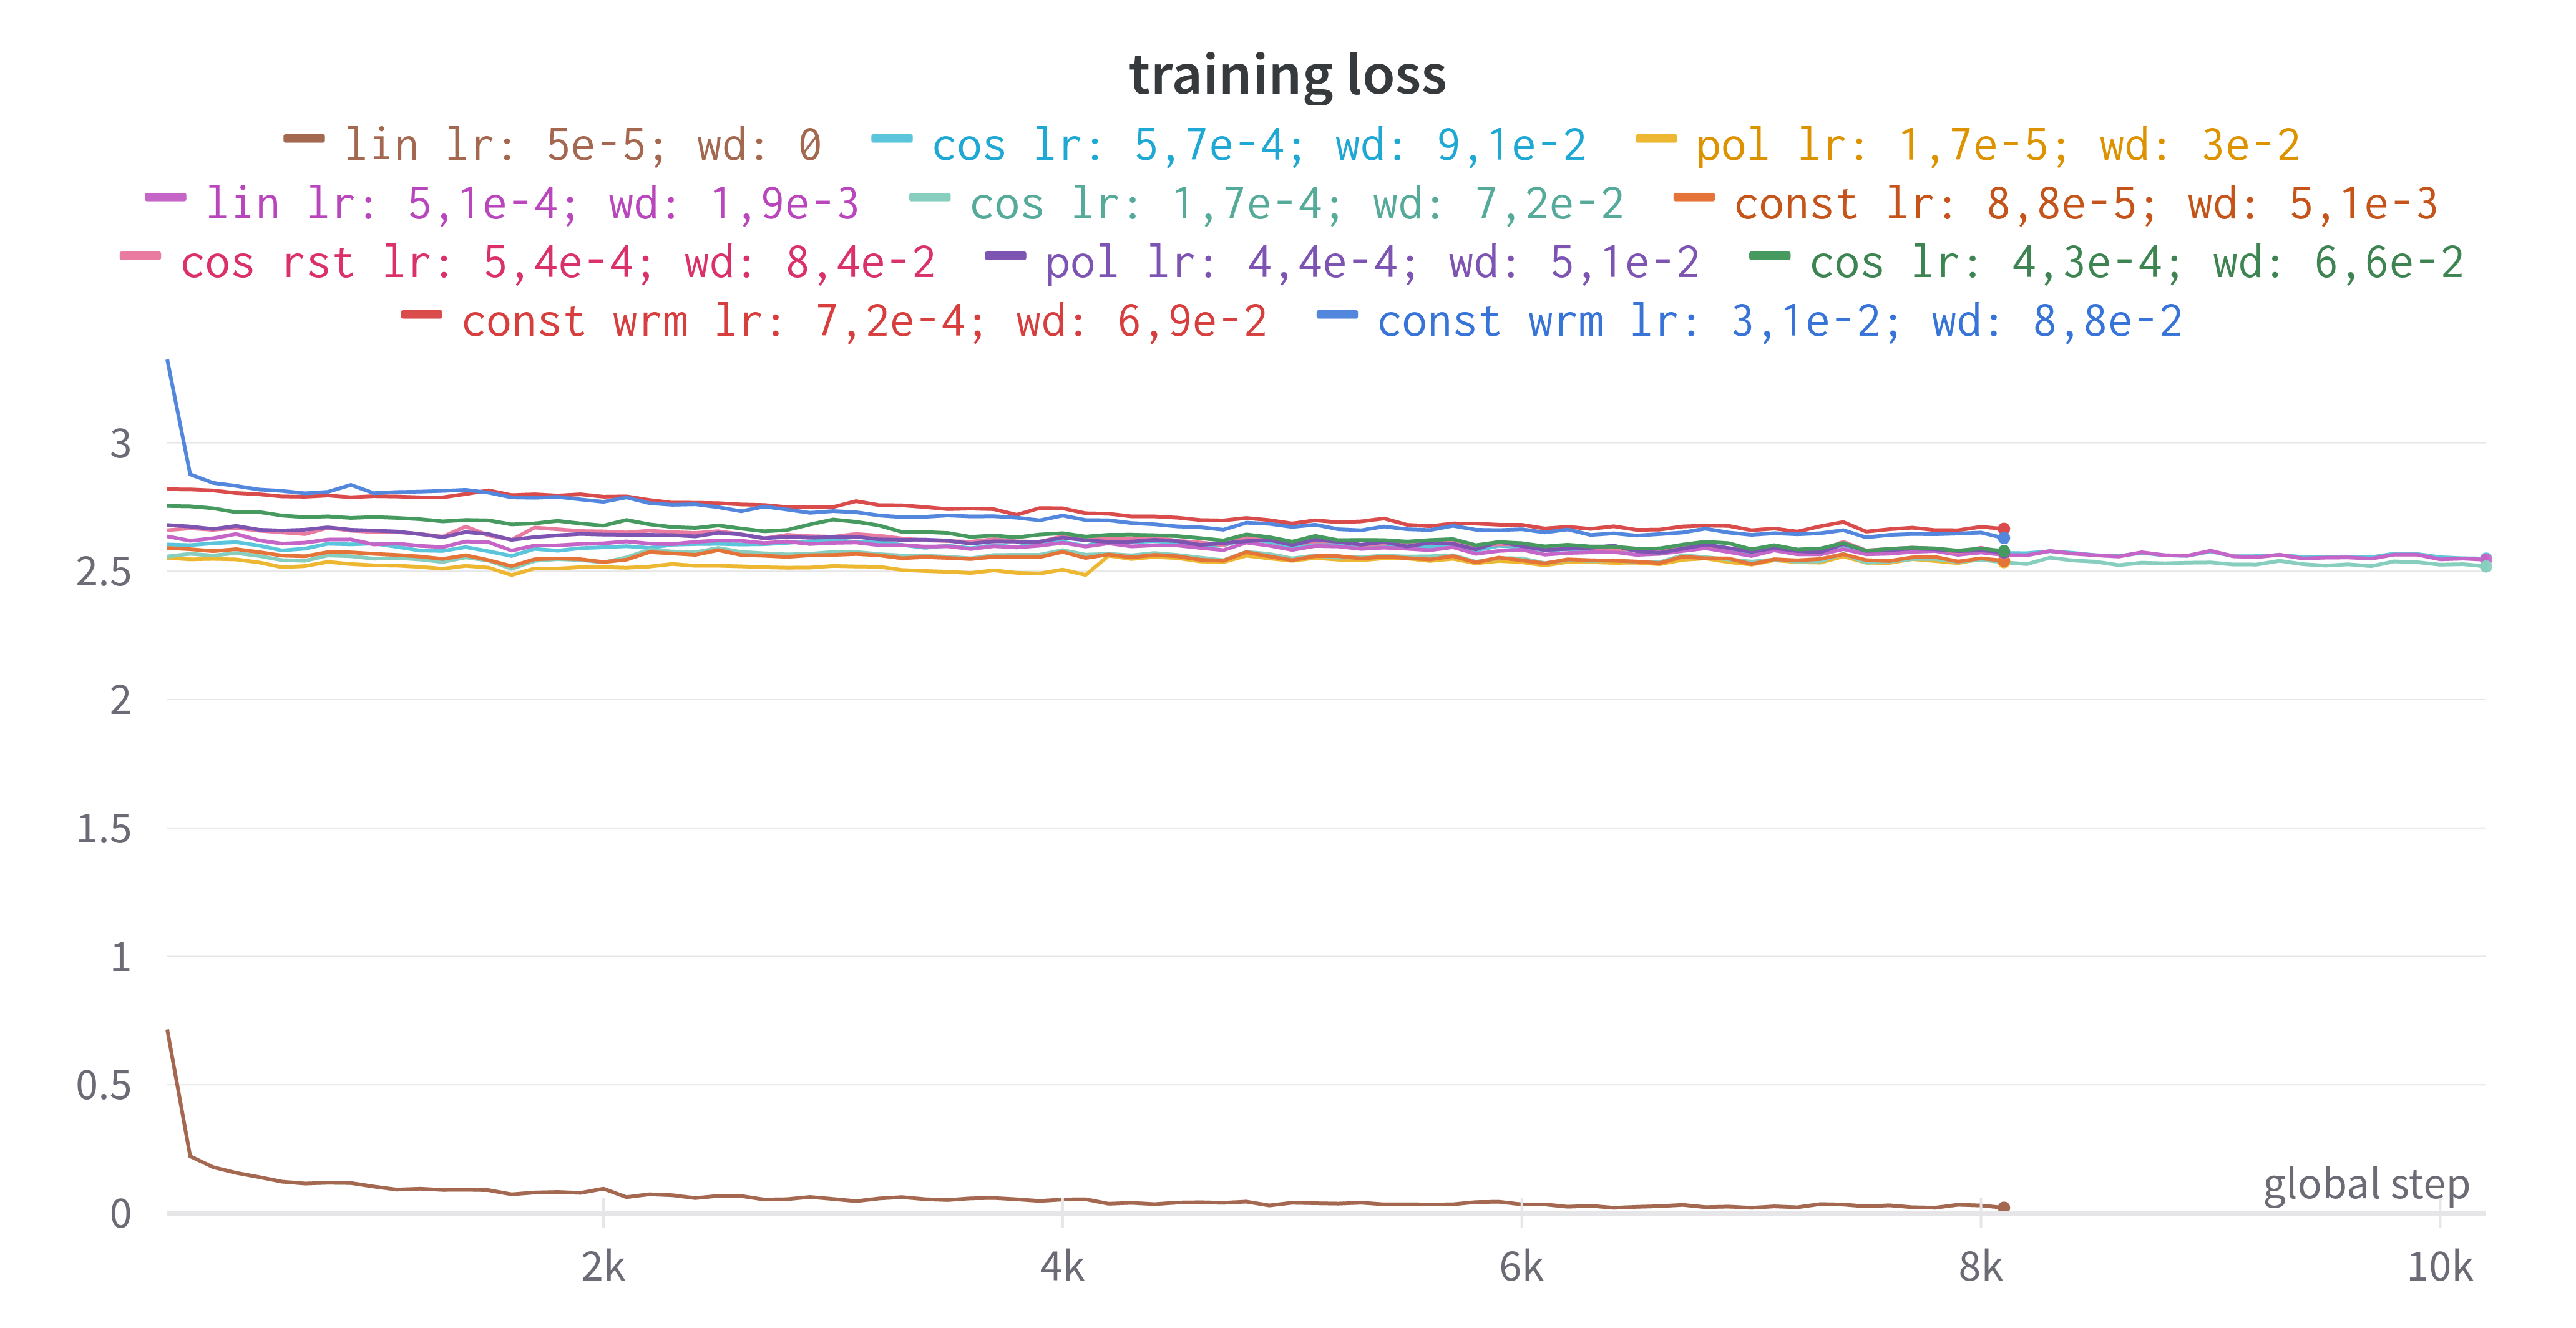 training loss
lin lr: 5e-5; wd: 0 cos lr: 5,7e-4; wd: 9,1e-2 pol lr: 1,7e-5; wd: 3e-2
lin lr: 5,1e-4; wd: 1,9e-3 cos lr: 1,7e-4; wd: 7,2e-2 const lr: 8,8e-5; wd: 5,1e-3
cos rst lr: 5,4e-4; wd: 8,4e-2 pol lr: 4,4e-4; wd: 5,1e-2 cos lr: 4,3e-4; wd: 6,6e-2
const wrm lr: 7,2e-4; wd: 6,9e-2 const wrm lr: 3,1e-2; wd: 8,8e-2
3
2.5
2
1.5
1
0.5
global step
0
2k 4k 6k 8k 10k